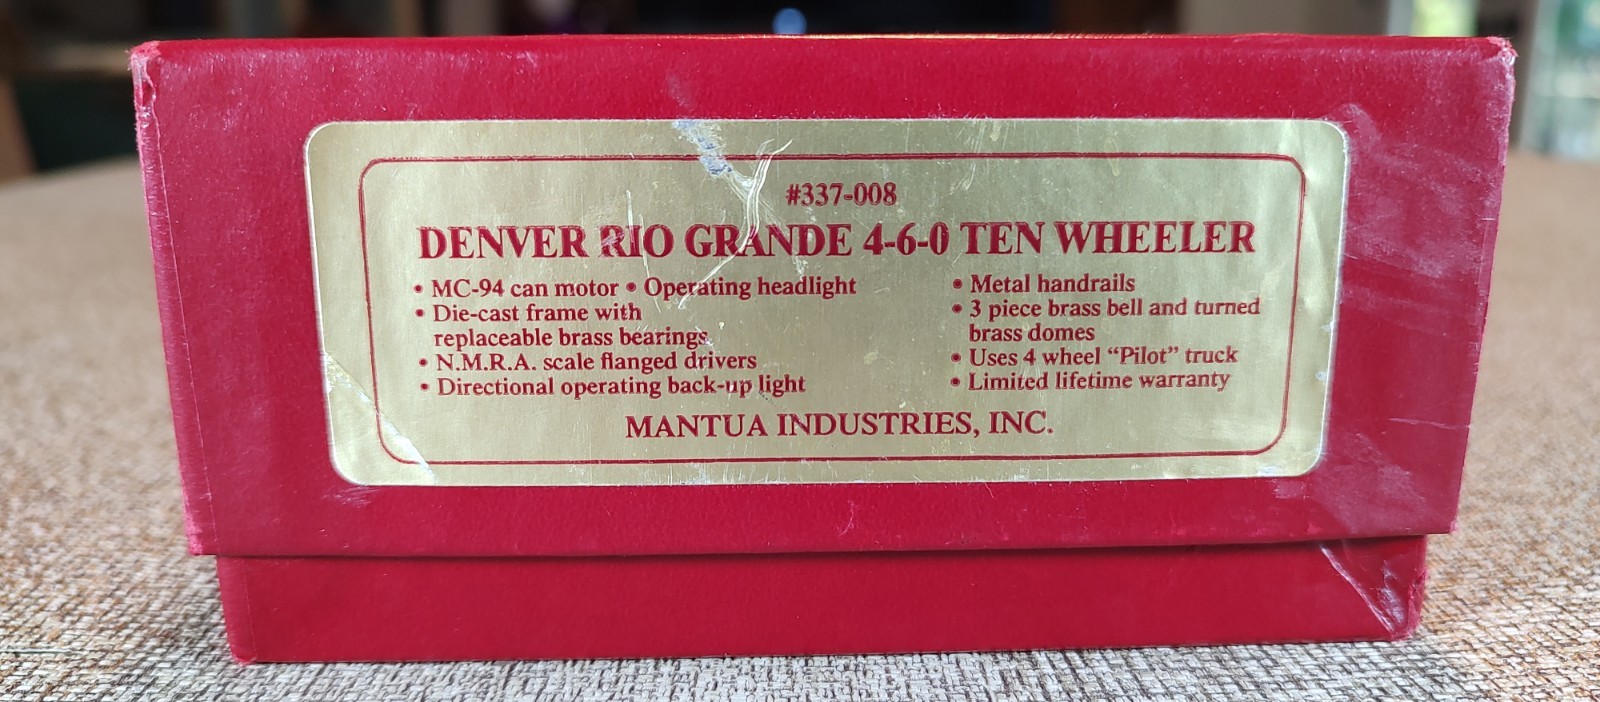 #337-008
DENVER RIO GRANDE 4-6-0 TEN WHEELER
• MC-94 can motor • Operating headlight
• Die-cast frame with
replaceable brass bearings
• N.M.R.A. scale flanged drivers
• Directional operating back-up light
• Metal handrails
• 3 piece brass bell and turned
brass domes
• Uses 4 wheel “Pilot” truck
• Limited lifetime warranty
MANTUA INDUSTRIES, INC.